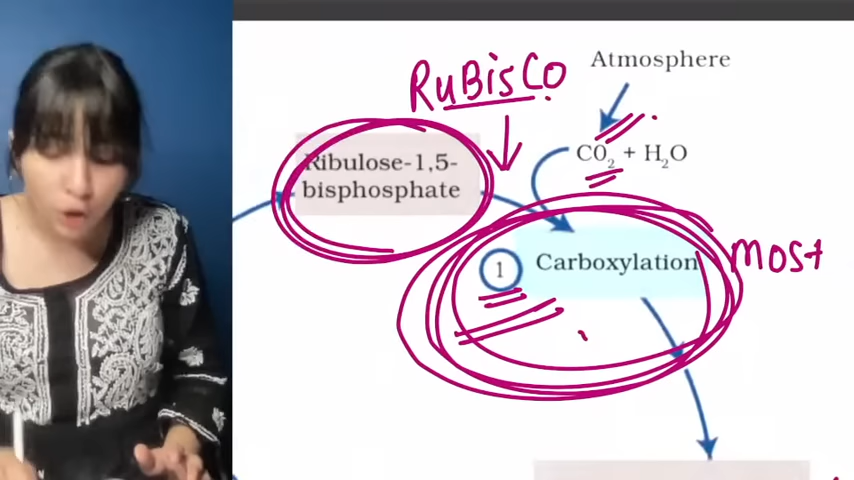 Atmosphere
RuBisCo
CO₂ + H₂O
Ribulose-1,5-
bisphosphate
1
Carboxylation
most